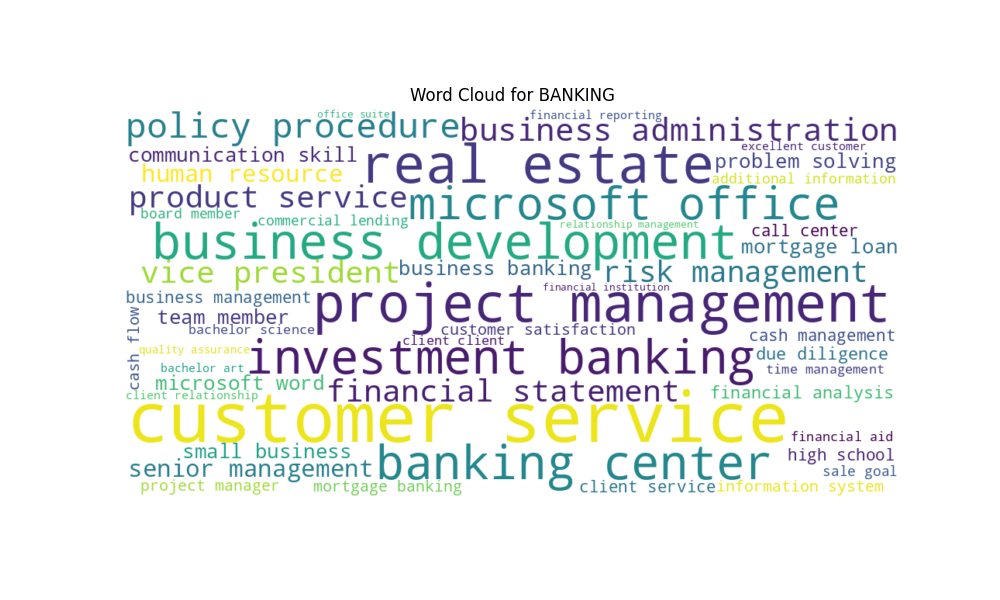 Word Cloud for BANKING
office suite
financial reporting
policy procedure
business administration
excellent customer
communication skill
real estate
problem solving
human resource
additional information
product service
microsoft office
board member
commercial lending
relationship management
call center
business development
mortgage loan
vice president
business banking
risk management
financial institution
business management
project management
team member
cash flow
bachelor science
customer satisfaction
cash management
client client
quality assurance
investment banking
due diligence
bachelor art
time management
microsoft word
financial statement
financial analysis
client relationship
customer service
financial aid
small business
high school
senior management
banking center
sale goal
project manager
mortgage banking
client service
information system